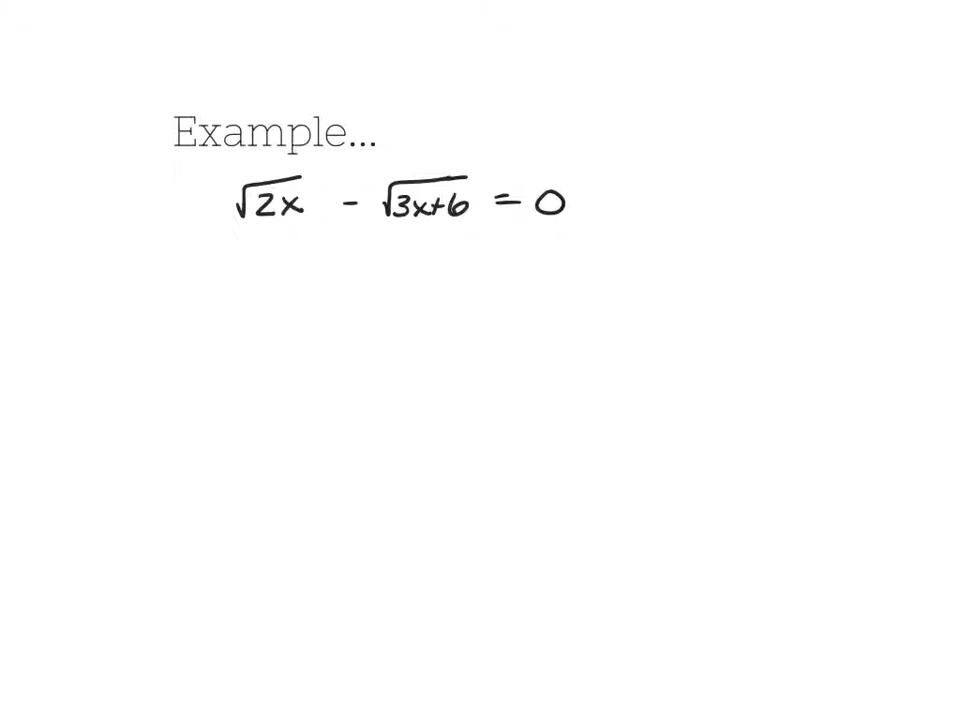 Example...
√2x - √3x+6 = 0